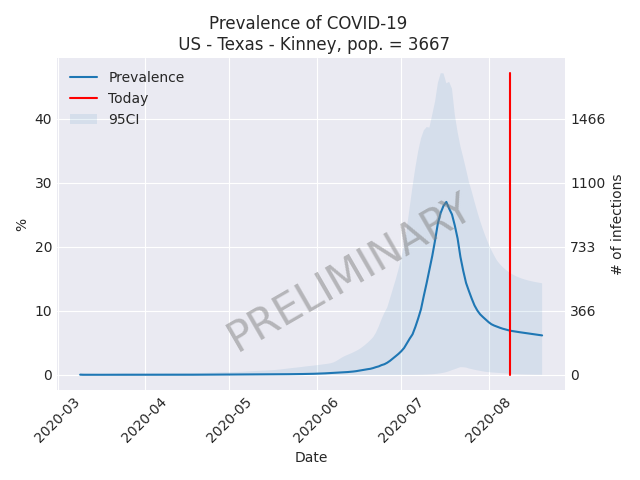 Prevalence of COVID-19
US - Texas - Kinney, pop. = 3667
Prevalence
Today
95CI
%
40
30
20
10
0
1466
1100
733
366
0
# of infections
PRELIMINARY
2020-03
2020-04
2020-05
2020-06
2020-07
2020-08
Date